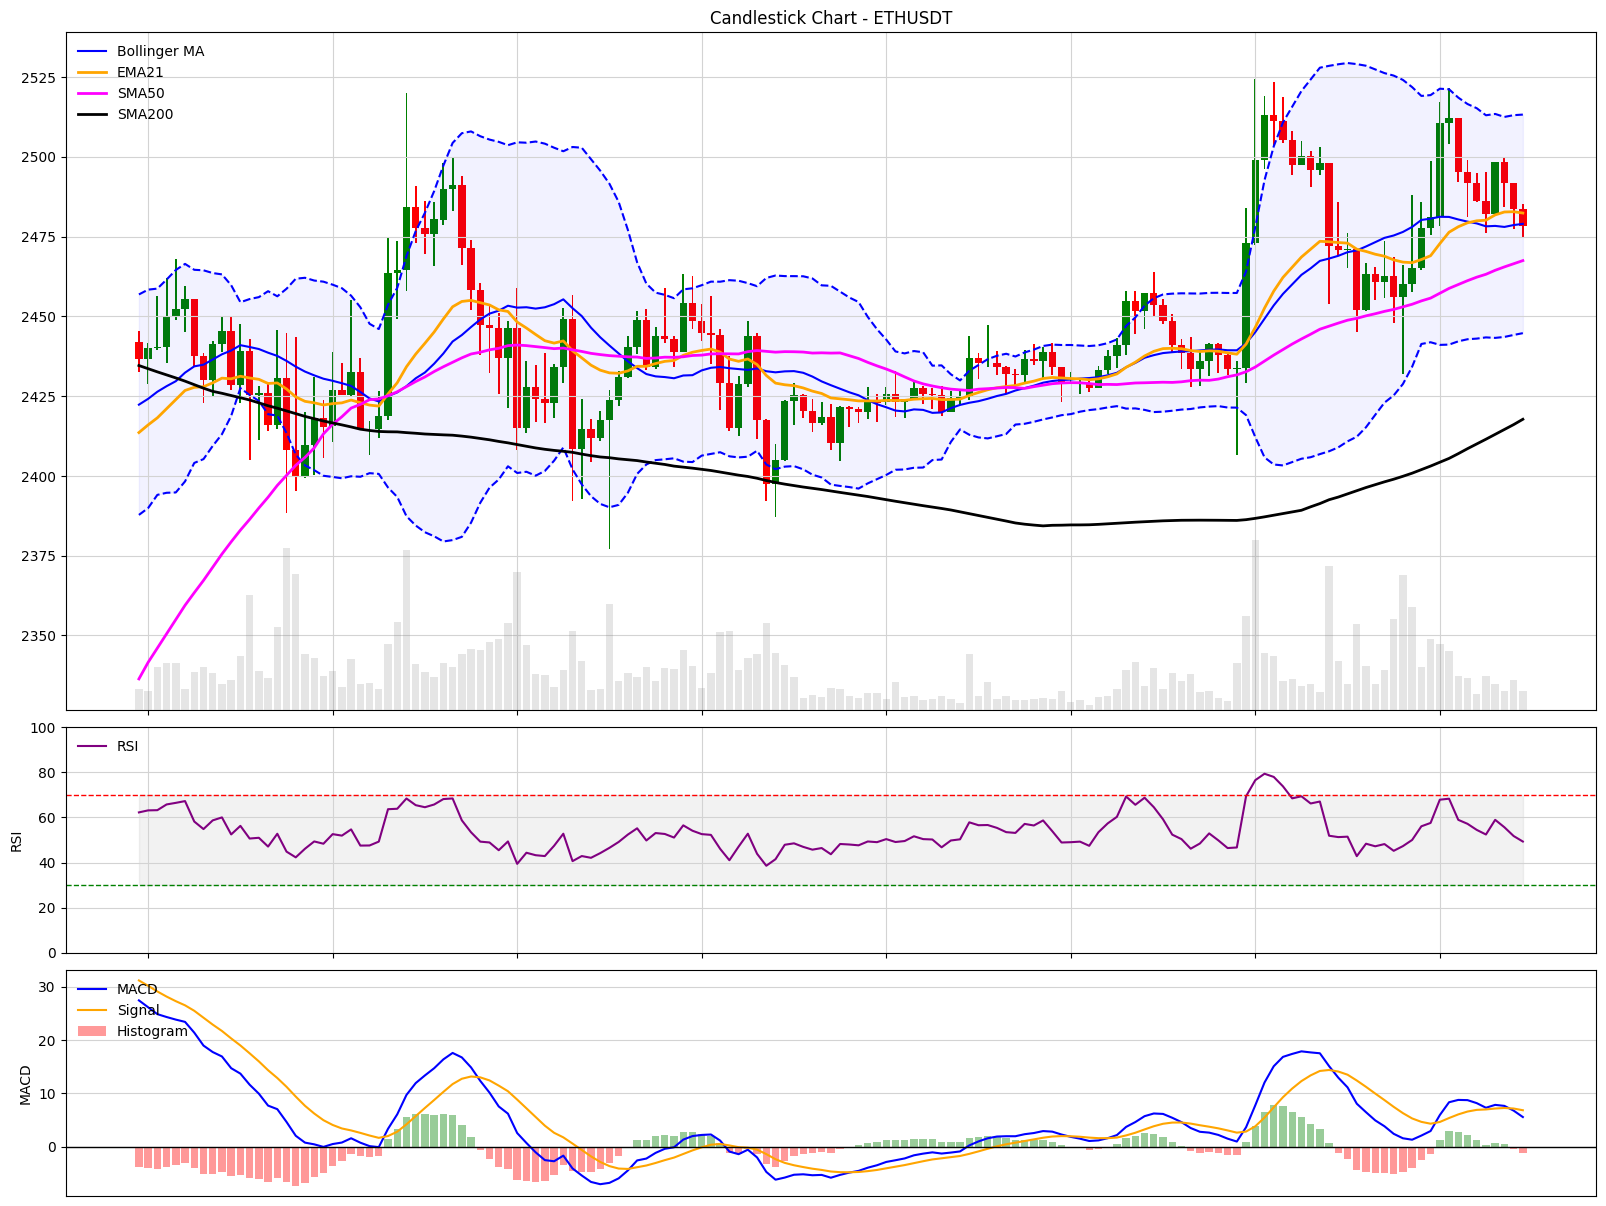 Candlestick Chart - ETHUSDT
Bollinger MA
EMA21
SMA50
SMA200
2525
2500
2475
2450
2425
2400
2375
2350
RSI
RSI
100
80
60
40
20
0
MACD
Signal
Histogram
MACD
30
20
10
0